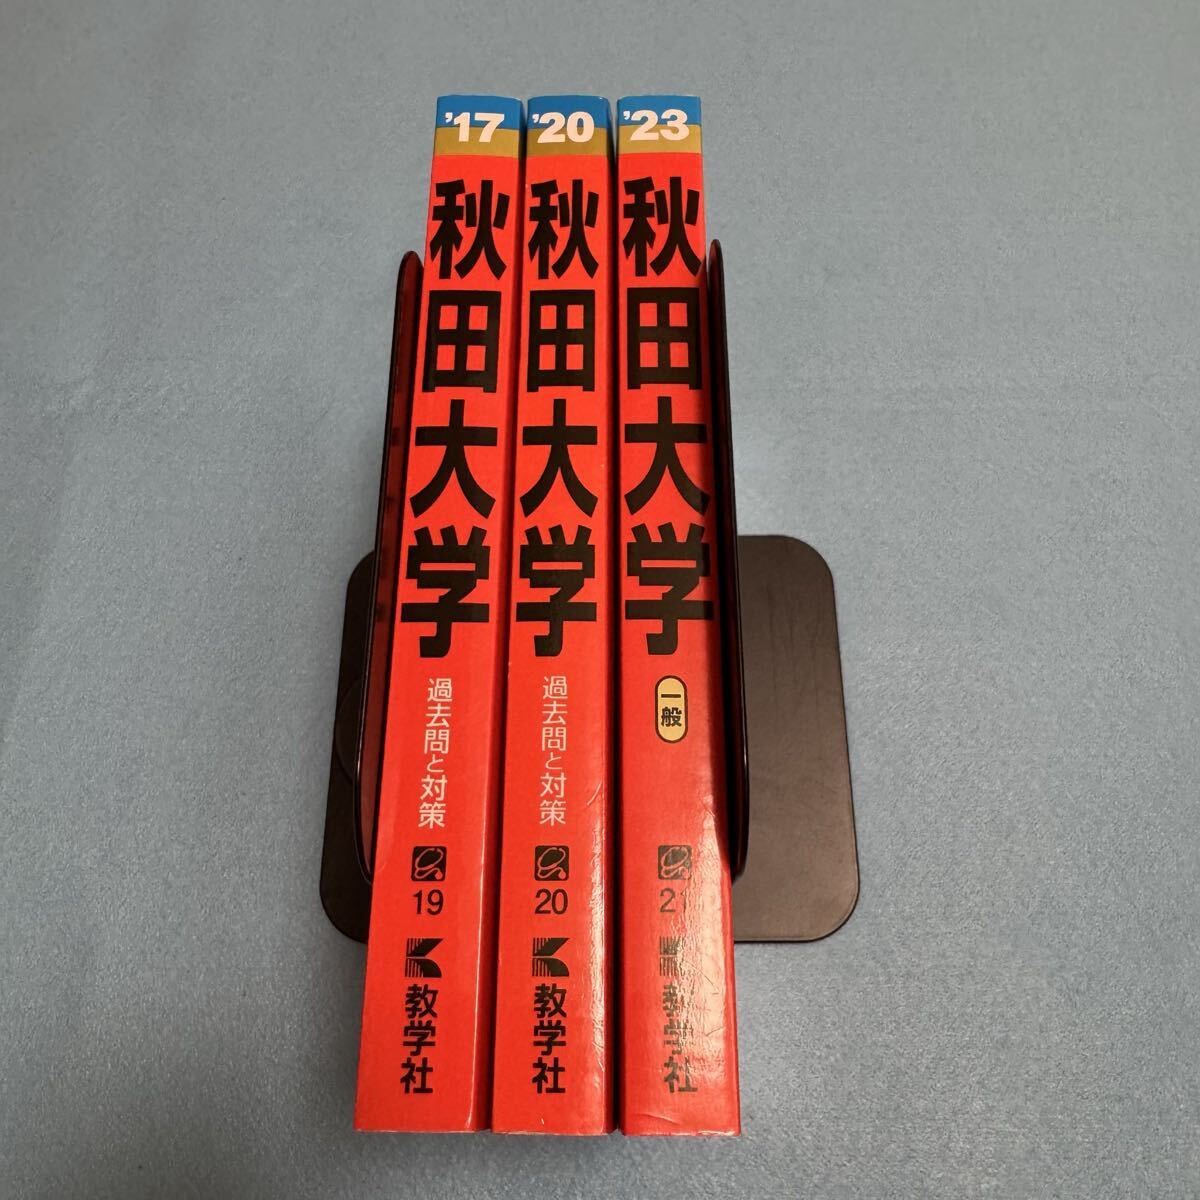 '17
秋田大学
過去問と対策
19
教学社
'20
秋田大学
過去問と対策
20
教学社
'23
秋田大学
一般
21
教学社